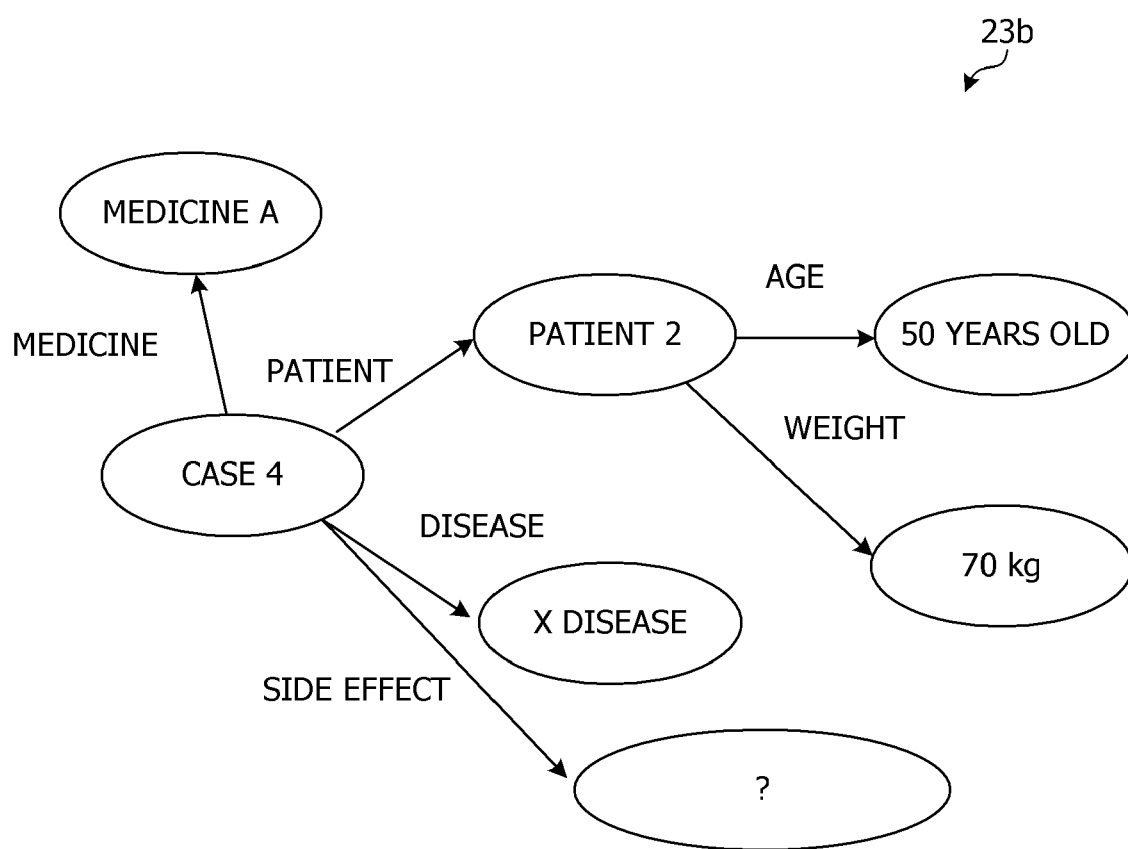 23b
MEDICINE A
AGE
MEDICINE
PATIENT
PATIENT 2
50 YEARS OLD
WEIGHT
CASE 4
DISEASE
70 kg
X DISEASE
SIDE EFFECT
?